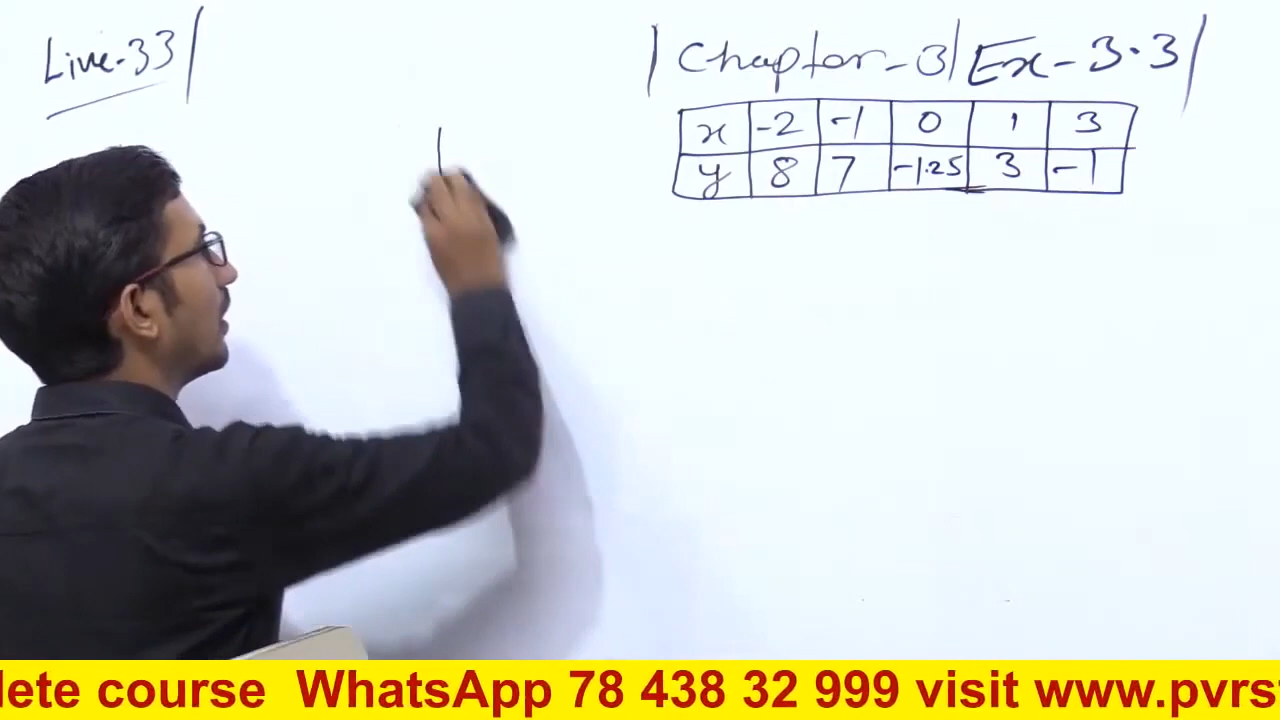 Live-33
Chapter-3 | Ex-3.3
x -2 -1 0 1 3
y 8 7 -1.25 3 -1
lete course WhatsApp 78 438 32 999 visit www.pvrs